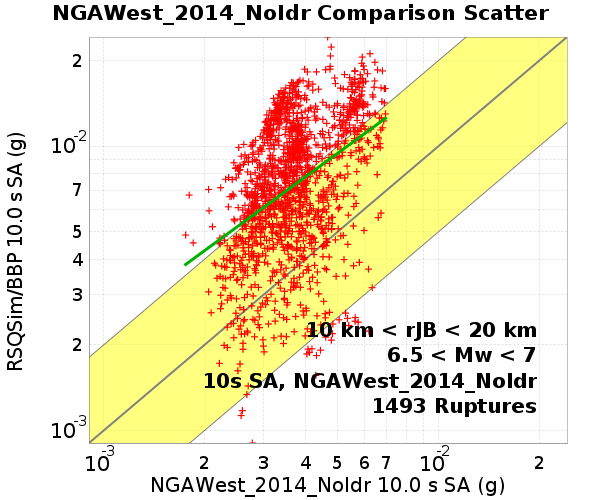 NGAWest_2014_NoIdr Comparison Scatter
RSQSim/BBP 10.0 s SA (g)
2
10-2
7
5
4
3
2
10-3
10 km < rJB < 20 km
6.5 < Mw < 7
10s SA, NGAWest_2014_NoIdr
1493 Ruptures
10-3 2 3 4 5 6 7 10-2 2
NGAWest_2014_NoIdr 10.0 s SA (g)